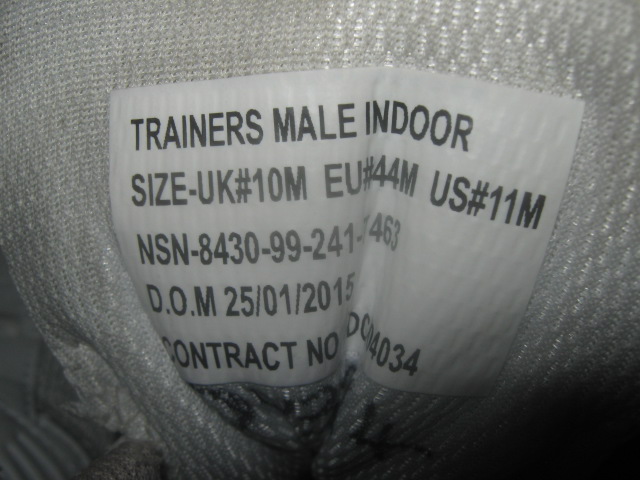 TRAINERS MALE INDOOR
SIZE-UK#10M EU#44M US#11M
NSN-8430-99-241-7463
D.O.M 25/01/2015
CONTRACT NO